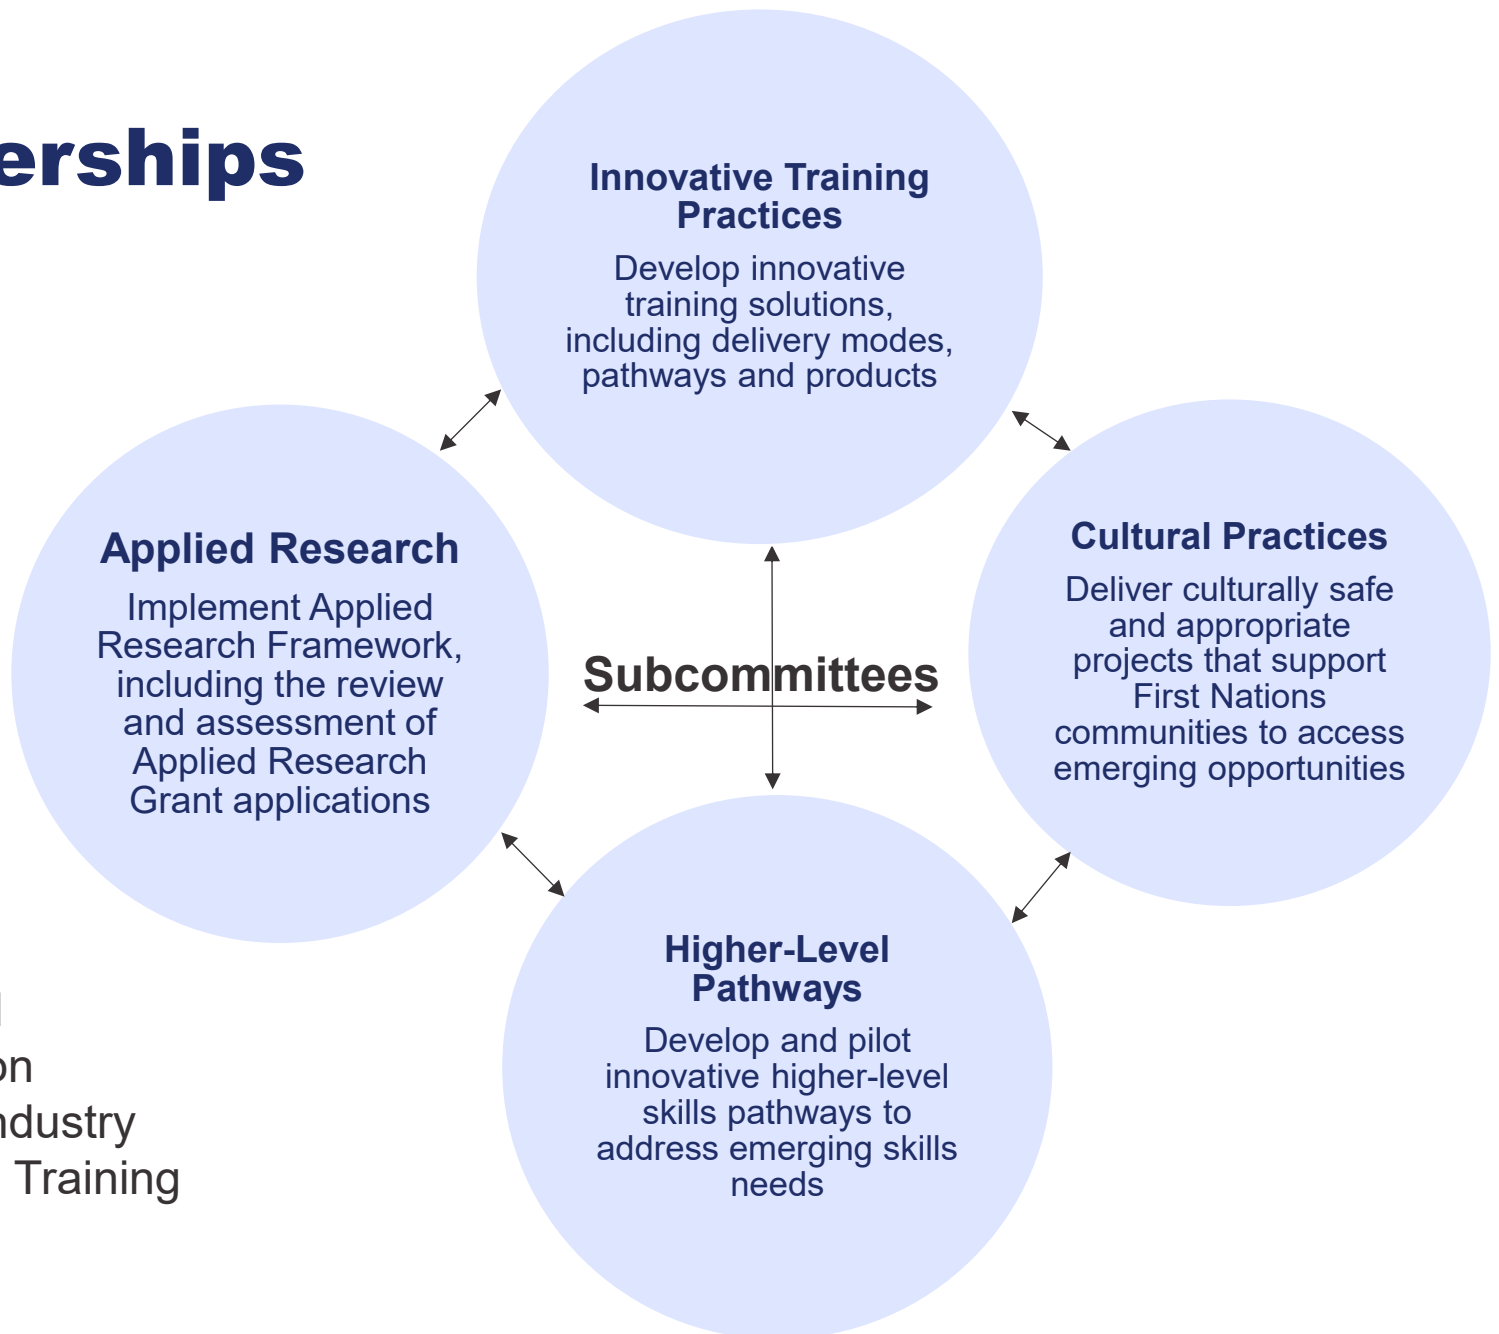 erships
Innovative Training
Practices
Develop innovative
training solutions,
including delivery modes,
pathways and products
Applied Research
Implement Applied
Research Framework,
including the review
and assessment of
Applied Research
Grant applications
Subcommittees
Cultural Practices
Deliver culturally safe
and appropriate
projects that support
First Nations
communities to access
emerging opportunities
Higher-Level
Pathways
Develop and pilot
innovative higher-level
skills pathways to
address emerging skills
needs
on
ndustry
Training